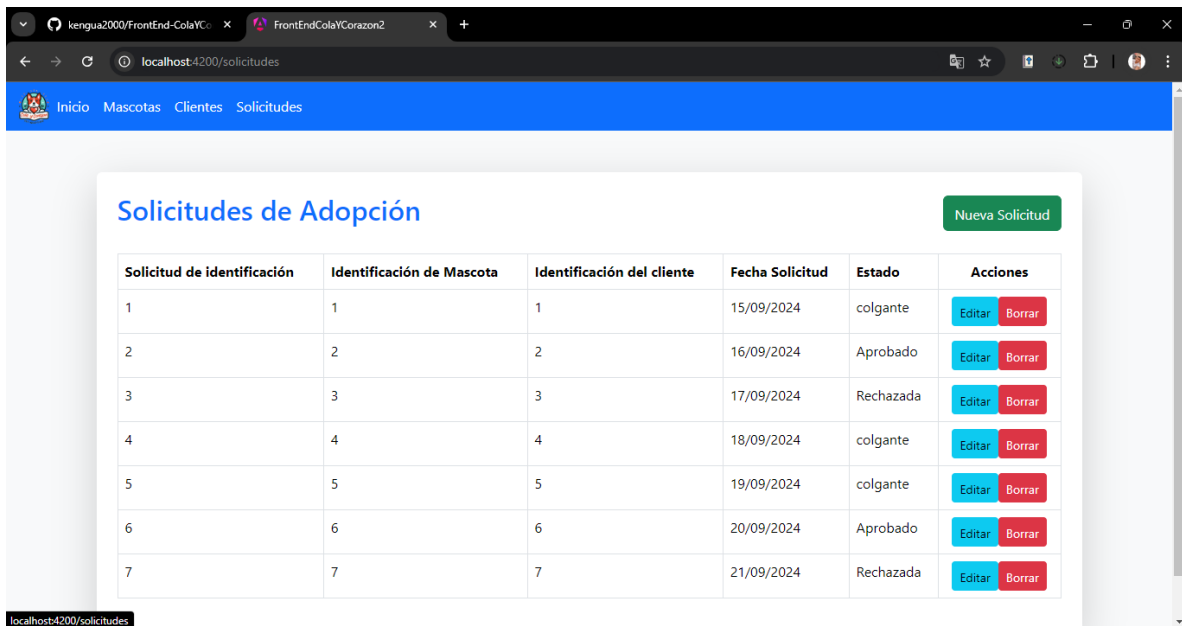 kengua2000/FrontEnd-ColaYCo
FrontEndColaYCorazon2
localhost:4200/solicitudes
Inicio Mascotas Clientes Solicitudes
Solicitudes de Adopción
Nueva Solicitud
Solicitud de identificación Identificación de Mascota Identificación del cliente Fecha Solicitud Estado Acciones
1 1 1 15/09/2024 colgante Editar Borrar
2 2 2 16/09/2024 Aprobado Editar Borrar
3 3 3 17/09/2024 Rechazada Editar Borrar
4 4 4 18/09/2024 colgante Editar Borrar
5 5 5 19/09/2024 colgante Editar Borrar
6 6 6 20/09/2024 Aprobado Editar Borrar
7 7 7 21/09/2024 Rechazada Editar Borrar
localhost:4200/solicitudes